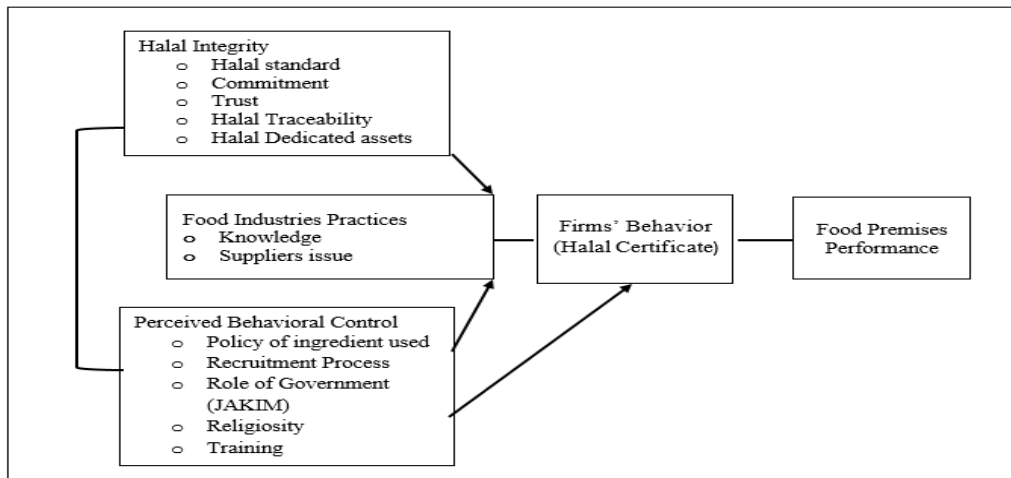 Halal Integrity
o Halal standard
o Commitment
o Trust
o Halal Traceability
o Halal Dedicated assets
Food Industries Practices
o Knowledge
o Suppliers issue
Firms’ Behavior
(Halal Certificate)
Food Premises
Performance
Perceived Behavioral Control
o Policy of ingredient used
o Recruitment Process
o Role of Government
(JAKIM)
o Religiosity
o Training